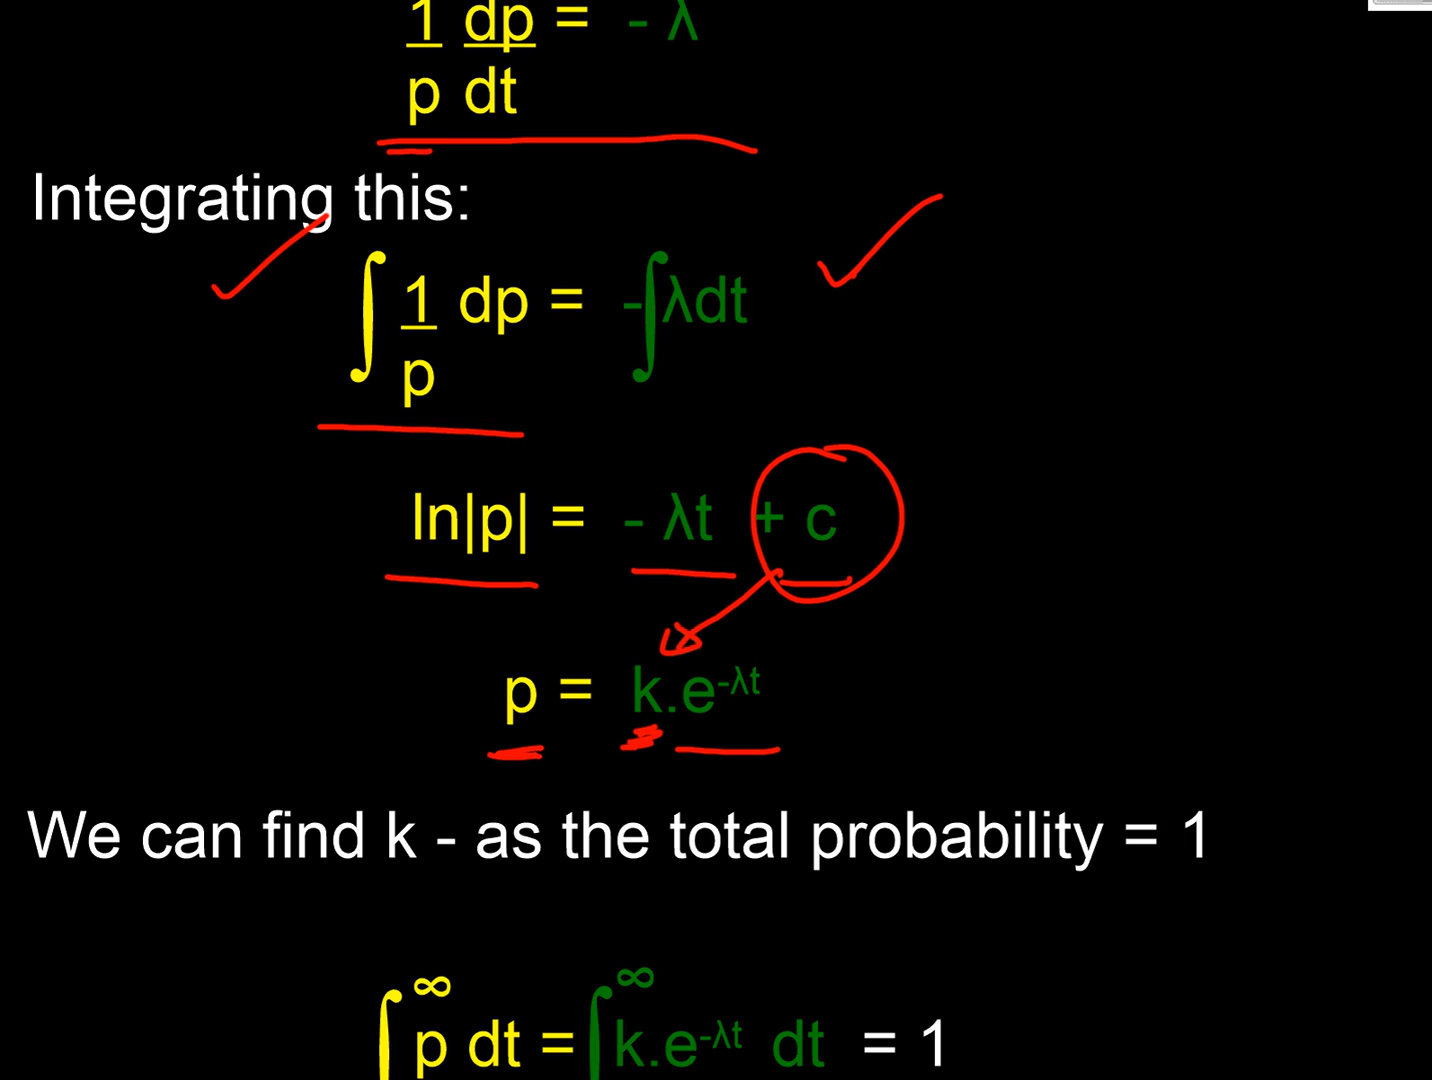 1 dp = - λ
p dt
Integrating this:
∫ 1 dp = -∫λdt
p
ln|p| = - λt + c
p = k.e-λt
We can find k - as the total probability = 1
∞ ∞
∫ p dt = ∫ k.e-λt dt = 1